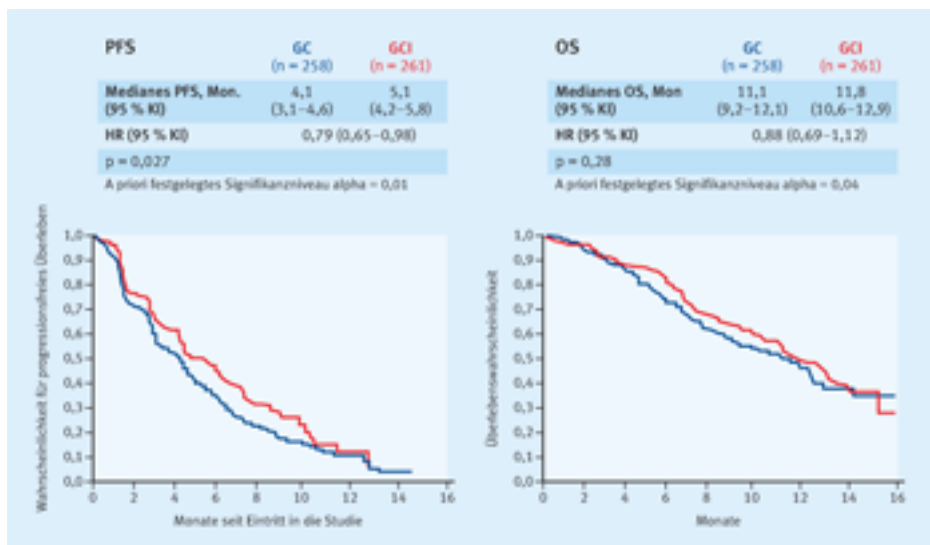 PFS GC GCI
(n = 258) (n = 261)
Medianes PFS, Mon. 4,1 5,1
(95 % KI) (3,1–4,6) (4,2–5,8)
HR (95 % KI) 0,79 (0,65–0,98)
p = 0,027
A priori festgelegtes Signifikanzniveau alpha = 0,01
Wahrscheinlichkeit für progressionsfreies Überleben
1,0
0,9
0,8
0,7
0,6
0,5
0,4
0,3
0,2
0,1
0,0
0 2 4 6 8 10 12 14 16
Monate seit Eintritt in die Studie
OS GC GCI
(n = 258) (n = 261)
Medianes OS, Mon 11,1 11,8
(95 % KI) (9,2–12,1) (10,6–12,9)
HR (95 % KI) 0,88 (0,69–1,12)
p = 0,28
A priori festgelegtes Signifikanzniveau alpha = 0,04
Überlebenswahrscheinlichkeit
1,0
0,9
0,8
0,7
0,6
0,5
0,4
0,3
0,2
0,1
0,0
0 2 4 6 8 10 12 14 16
Monate